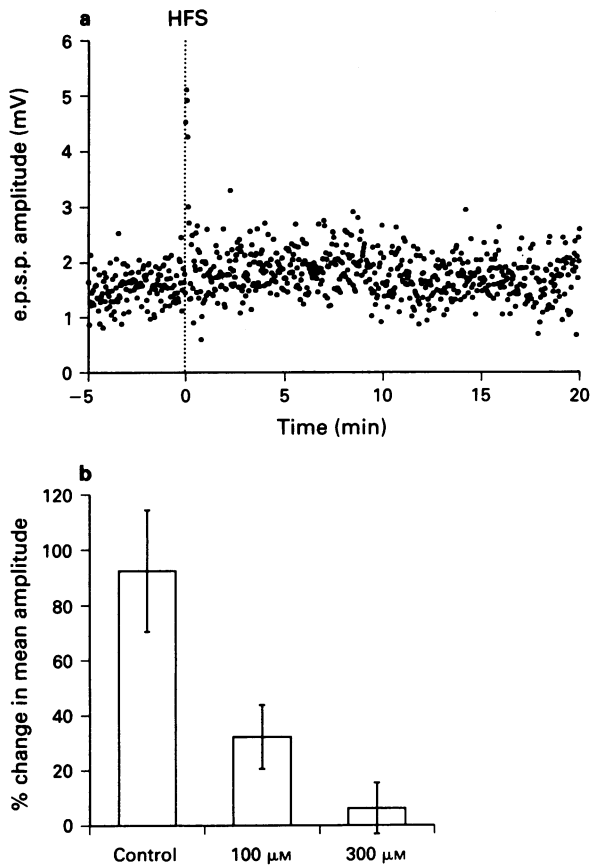 a
HFS
e.p.s.p. amplitude (mV)
6
5
4
3
2
1
0
−5 0 5 10 15 20
Time (min)
b
% change in mean amplitude
120
100
80
60
40
20
0
Control 100 μM 300 μM